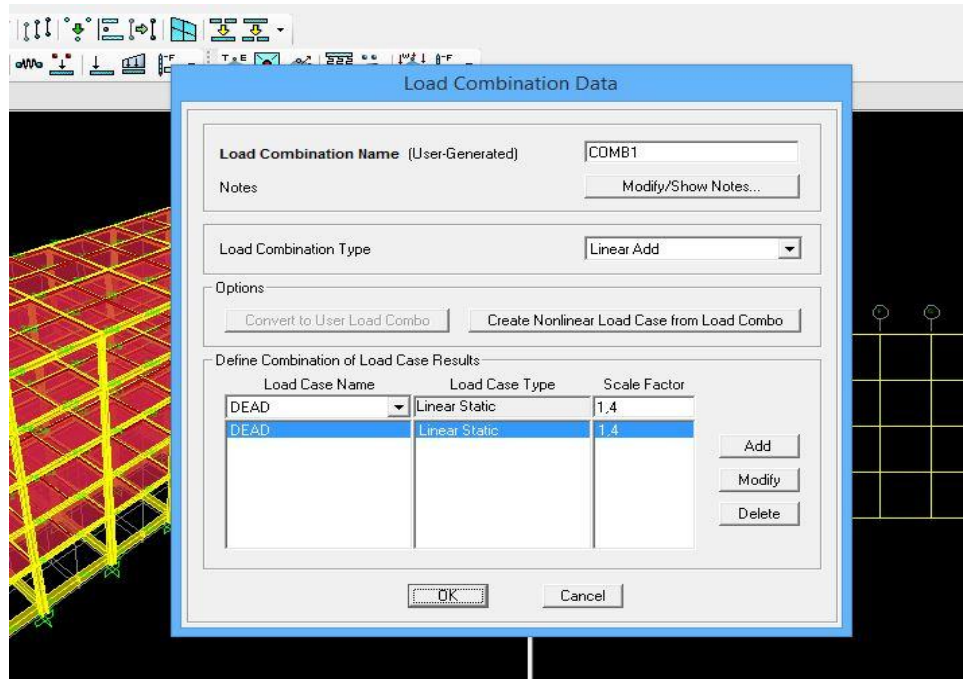 Load Combination Data
Load Combination Name (User-Generated) COMB1
Notes Modify/Show Notes...
Load Combination Type Linear Add
Options
Convert to User Load Combo Create Nonlinear Load Case from Load Combo
Define Combination of Load Case Results
Load Case Name Load Case Type Scale Factor
DEAD Linear Static 1,4
DEAD Linear Static 1,4
Add
Modify
Delete
OK Cancel